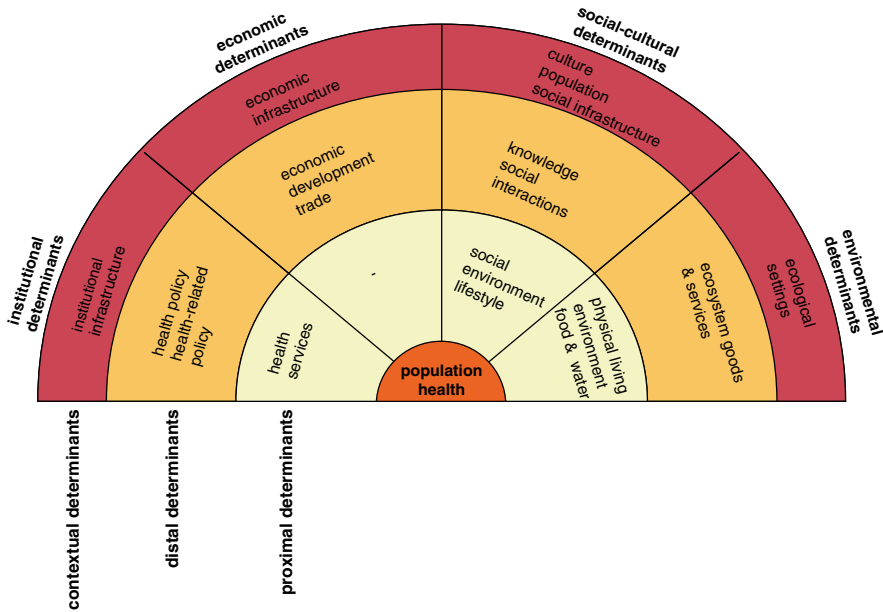 economic
determinants
social-cultural
determinants
institutional
determinants
environmental
determinants
economic
infrastructure
culture
population
social infrastructure
institutional
infrastructure
ecological
settings
economic
development
trade
knowledge
social
interactions
health policy
health-related
policy
ecosystem goods
& services
-
social
environment
lifestyle
health
services
physical living
environment
food & water
population
health
contextual determinants
distal determinants
proximal determinants